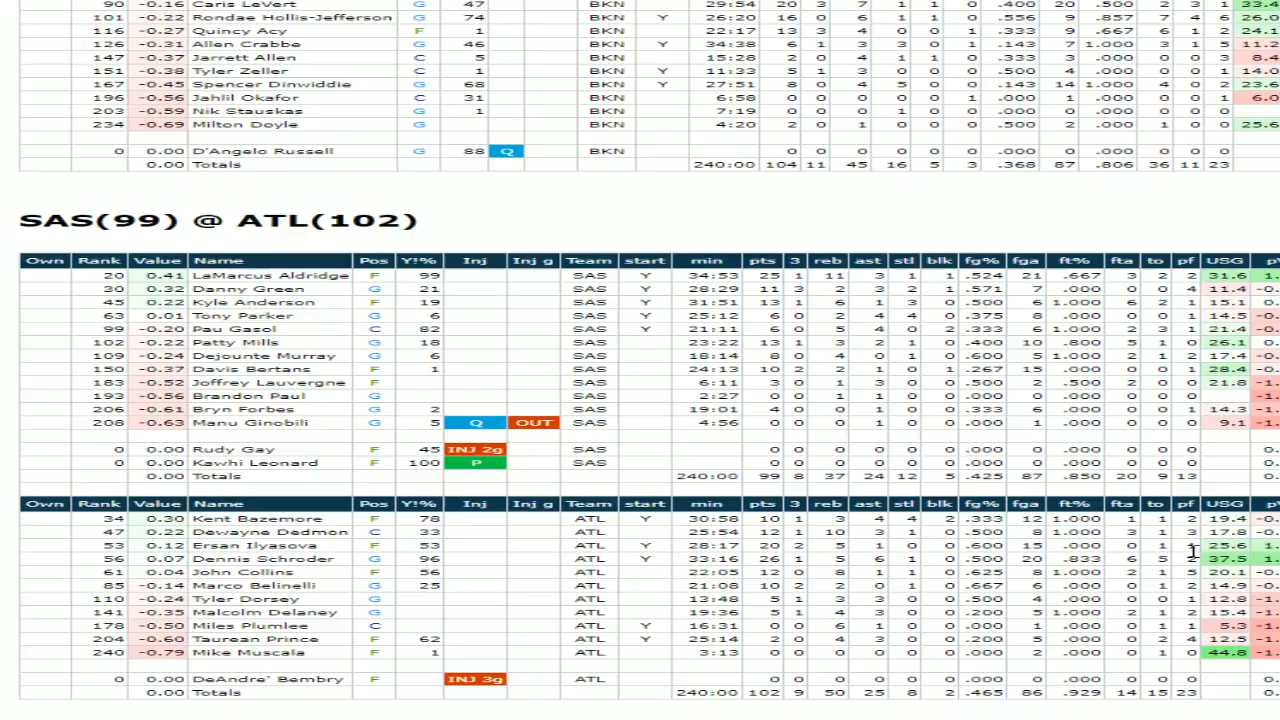 90 -0.16 Caris LeVert G 47 BKN 29:54 20 3 7 1 1 0 .400 20 .500 2 3 1 33.4
101 -0.22 Rondae Hollis-Jefferson G 74 BKN Y 26:20 16 0 6 1 1 0 .556 9 .857 7 4 6 26.0
116 -0.27 Quincy Acy F 1 BKN 22:17 13 3 4 0 0 1 .333 9 .667 6 1 2 24.1
126 -0.31 Allen Crabbe G 46 BKN Y 34:38 6 1 3 3 0 1 .143 7 1.000 3 1 5 11.2
147 -0.37 Jarrett Allen C 5 BKN 15:28 2 0 4 1 1 0 .333 3 .000 0 0 3 8.4
151 -0.38 Tyler Zeller C 1 BKN Y 11:33 5 1 3 0 0 0 .500 4 .000 0 0 1 14.0
167 -0.45 Spencer Dinwiddie G 68 BKN Y 27:51 8 0 4 5 0 0 .143 14 1.000 4 0 2 23.6
196 -0.56 Jahlil Okafor C 31 BKN 6:58 0 0 0 0 0 1 .000 1 .000 0 0 1 6.0
203 -0.59 Nik Stauskas G BKN 7:19 0 0 0 1 0 0 .000 0 .000 0 0 0
234 -0.69 Milton Doyle G BKN 4:20 2 0 1 0 0 0 .500 2 .000 1 0 0 25.6
0 0.00 D'Angelo Russell G 88 Q BKN 0 0 0 0 0 0 .000 0 .000 0 0 0
0.00 Totals 240:00 104 11 45 16 5 3 .368 87 .806 36 11 23
SAS(99) @ ATL(102)
Own Rank Value Name Pos Y!% Inj Inj g Team start min pts 3 reb ast stl blk fg% fga ft% fta to pf USG
20 0.41 LaMarcus Aldridge F 99 SAS Y 34:53 25 1 11 3 1 1 .524 21 .667 3 2 2 31.6 1.
30 0.32 Danny Green G 21 SAS Y 28:29 11 3 2 3 2 1 .571 7 .000 0 0 4 11.4 -0.
45 0.22 Kyle Anderson F 19 SAS Y 31:51 13 1 6 1 3 0 .500 6 1.000 6 2 1 15.1 0.
63 0.01 Tony Parker G 6 SAS Y 25:12 6 0 2 4 4 0 .375 8 .000 0 0 1 14.5 -0.
99 -0.20 Pau Gasol C 82 SAS Y 21:11 6 0 5 4 0 2 .333 6 1.000 2 3 1 21.4 -0.
102 -0.22 Patty Mills G 18 SAS 23:22 13 1 3 2 1 0 .400 10 .800 5 1 0 26.1 0.
109 -0.24 Dejounte Murray G 6 SAS 18:14 8 0 4 0 1 0 .600 5 1.000 2 1 2 17.4 -0.
150 -0.37 Davis Bertans F 1 SAS 24:13 10 2 2 1 0 1 .267 15 .000 0 0 1 28.4 -0.
183 -0.52 Joffrey Lauvergne F SAS 6:11 3 0 1 3 0 0 .500 2 .500 2 0 0 21.8 -0.
193 -0.56 Brandon Paul G SAS 2:27 0 0 1 1 0 0 .000 0 .000 0 0 0 -1.
206 -0.61 Bryn Forbes G 2 SAS 19:01 4 0 0 1 0 0 .333 6 .000 0 0 1 14.3 -0.
208 -0.63 Manu Ginobili G 5 Q OUT SAS 4:56 0 0 0 1 0 0 .000 1 .000 0 0 0 9.1 -1.
0 0.00 Rudy Gay F 45 INJ 2g SAS 0 0 0 0 0 0 .000 0 .000 0 0 0 0.
0 0.00 Kawhi Leonard F 100 P SAS 0 0 0 0 0 0 .000 0 .000 0 0 0 0.
0.00 Totals 240:00 99 8 37 24 12 5 .425 87 .850 20 9 13 0.
Own Rank Value Name Pos Y!% Inj Inj g Team start min pts 3 reb ast stl blk fg% fga ft% fta to pf USG
34 0.30 Kent Bazemore F 78 ATL Y 30:58 10 1 3 4 4 2 .333 12 1.000 1 1 2 19.4 -0.
47 0.22 Dewayne Dedmon C 33 ATL 25:54 12 1 10 3 0 1 .500 8 1.000 3 1 3 17.8 -0.
53 0.12 Ersan Ilyasova F 53 ATL Y 28:17 20 2 5 1 0 0 .600 15 .000 0 1 1 25.6 1.
56 0.07 Dennis Schroder G 96 ATL Y 33:16 26 1 5 6 1 0 .500 20 .833 6 5 2 37.5 1.
61 0.04 John Collins F 56 ATL 22:05 12 0 8 1 1 0 .625 8 1.000 2 1 5 20.1 -0.
85 -0.14 Marco Belinelli G 25 ATL 21:08 10 2 2 0 1 0 .667 6 .000 0 2 2 14.9 -0.
110 -0.24 Tyler Dorsey G ATL 13:48 5 1 3 3 0 0 .500 4 .000 0 0 1 12.8 -1.
141 -0.35 Malcolm Delaney G ATL 19:36 5 1 4 3 0 0 .200 5 1.000 2 1 2 15.4 -1.
178 -0.50 Miles Plumlee C ATL Y 16:31 0 0 6 1 0 0 .000 1 .000 0 1 1 5.3 -1.
204 -0.60 Taurean Prince F 62 ATL Y 25:14 2 0 4 3 0 0 .200 5 .000 0 2 4 12.5 -1.
240 -0.79 Mike Muscala F 1 ATL 3:13 0 0 0 0 0 0 .000 2 .000 0 1 0 44.8 -1.
0 0.00 DeAndre' Bembry F INJ 3g ATL 0 0 0 0 0 0 .000 0 .000 0 0 0 0.
0.00 Totals 240:00 102 9 50 25 8 2 .465 86 .929 14 15 23 0.